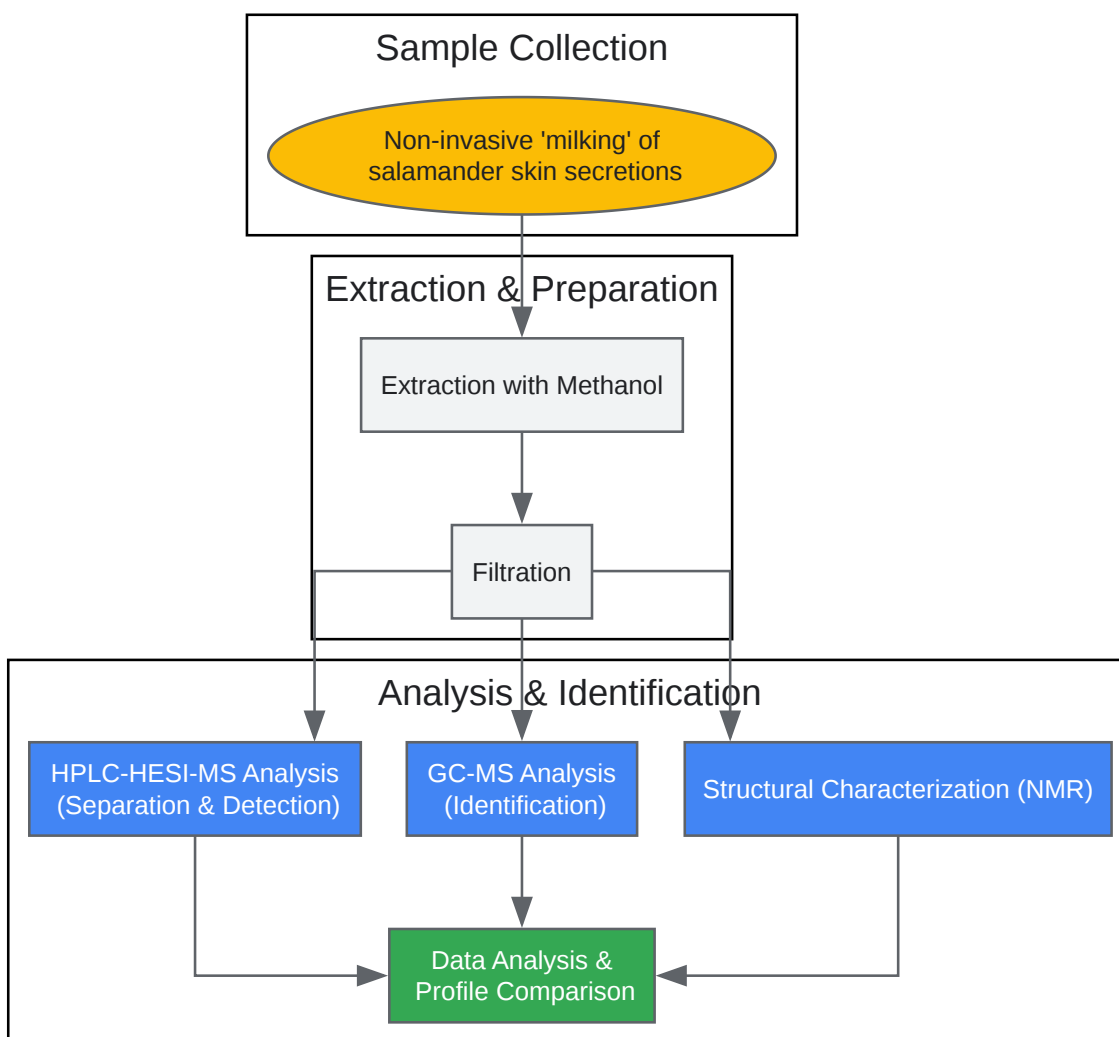 Sample Collection
Non-invasive 'milking' of
salamander skin secretions
Extraction & Preparation
Extraction with Methanol
Filtration
Analysis & Identification
HPLC-HESI-MS Analysis
(Separation & Detection)
GC-MS Analysis
(Identification)
Structural Characterization (NMR)
Data Analysis &
Profile Comparison